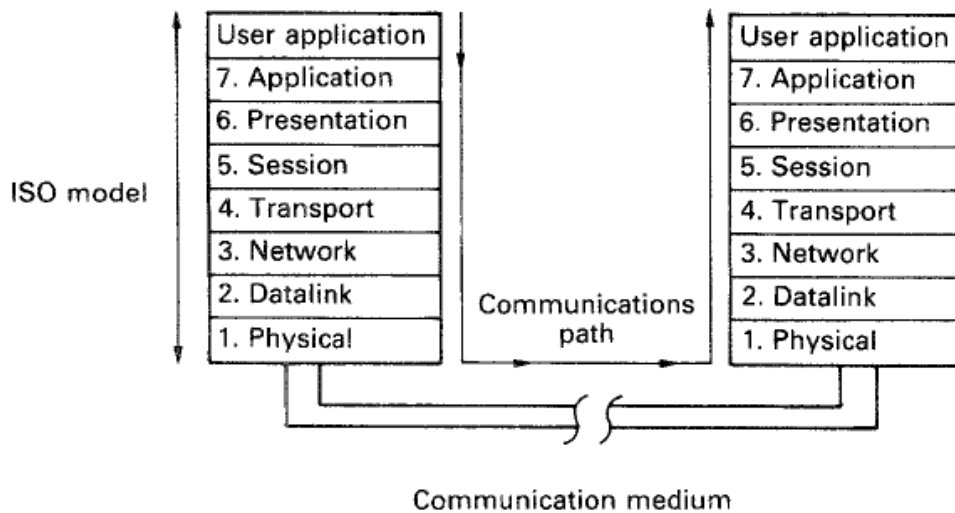 User application
7. Application
6. Presentation
5. Session
4. Transport
3. Network
2. Datalink
1. Physical
ISO model
Communications
path
User application
7. Application
6. Presentation
5. Session
4. Transport
3. Network
2. Datalink
1. Physical
Communication medium